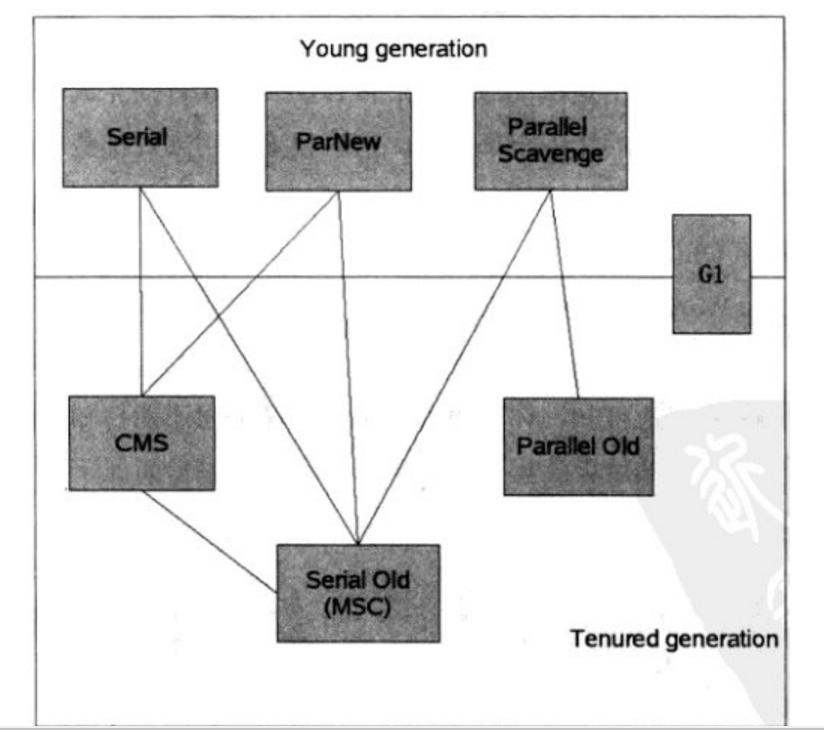 Young generation
Serial
ParNew
Parallel
Scavenge
G1
CMS
Parallel Old
Serial Old
(MSC)
Tenured generation